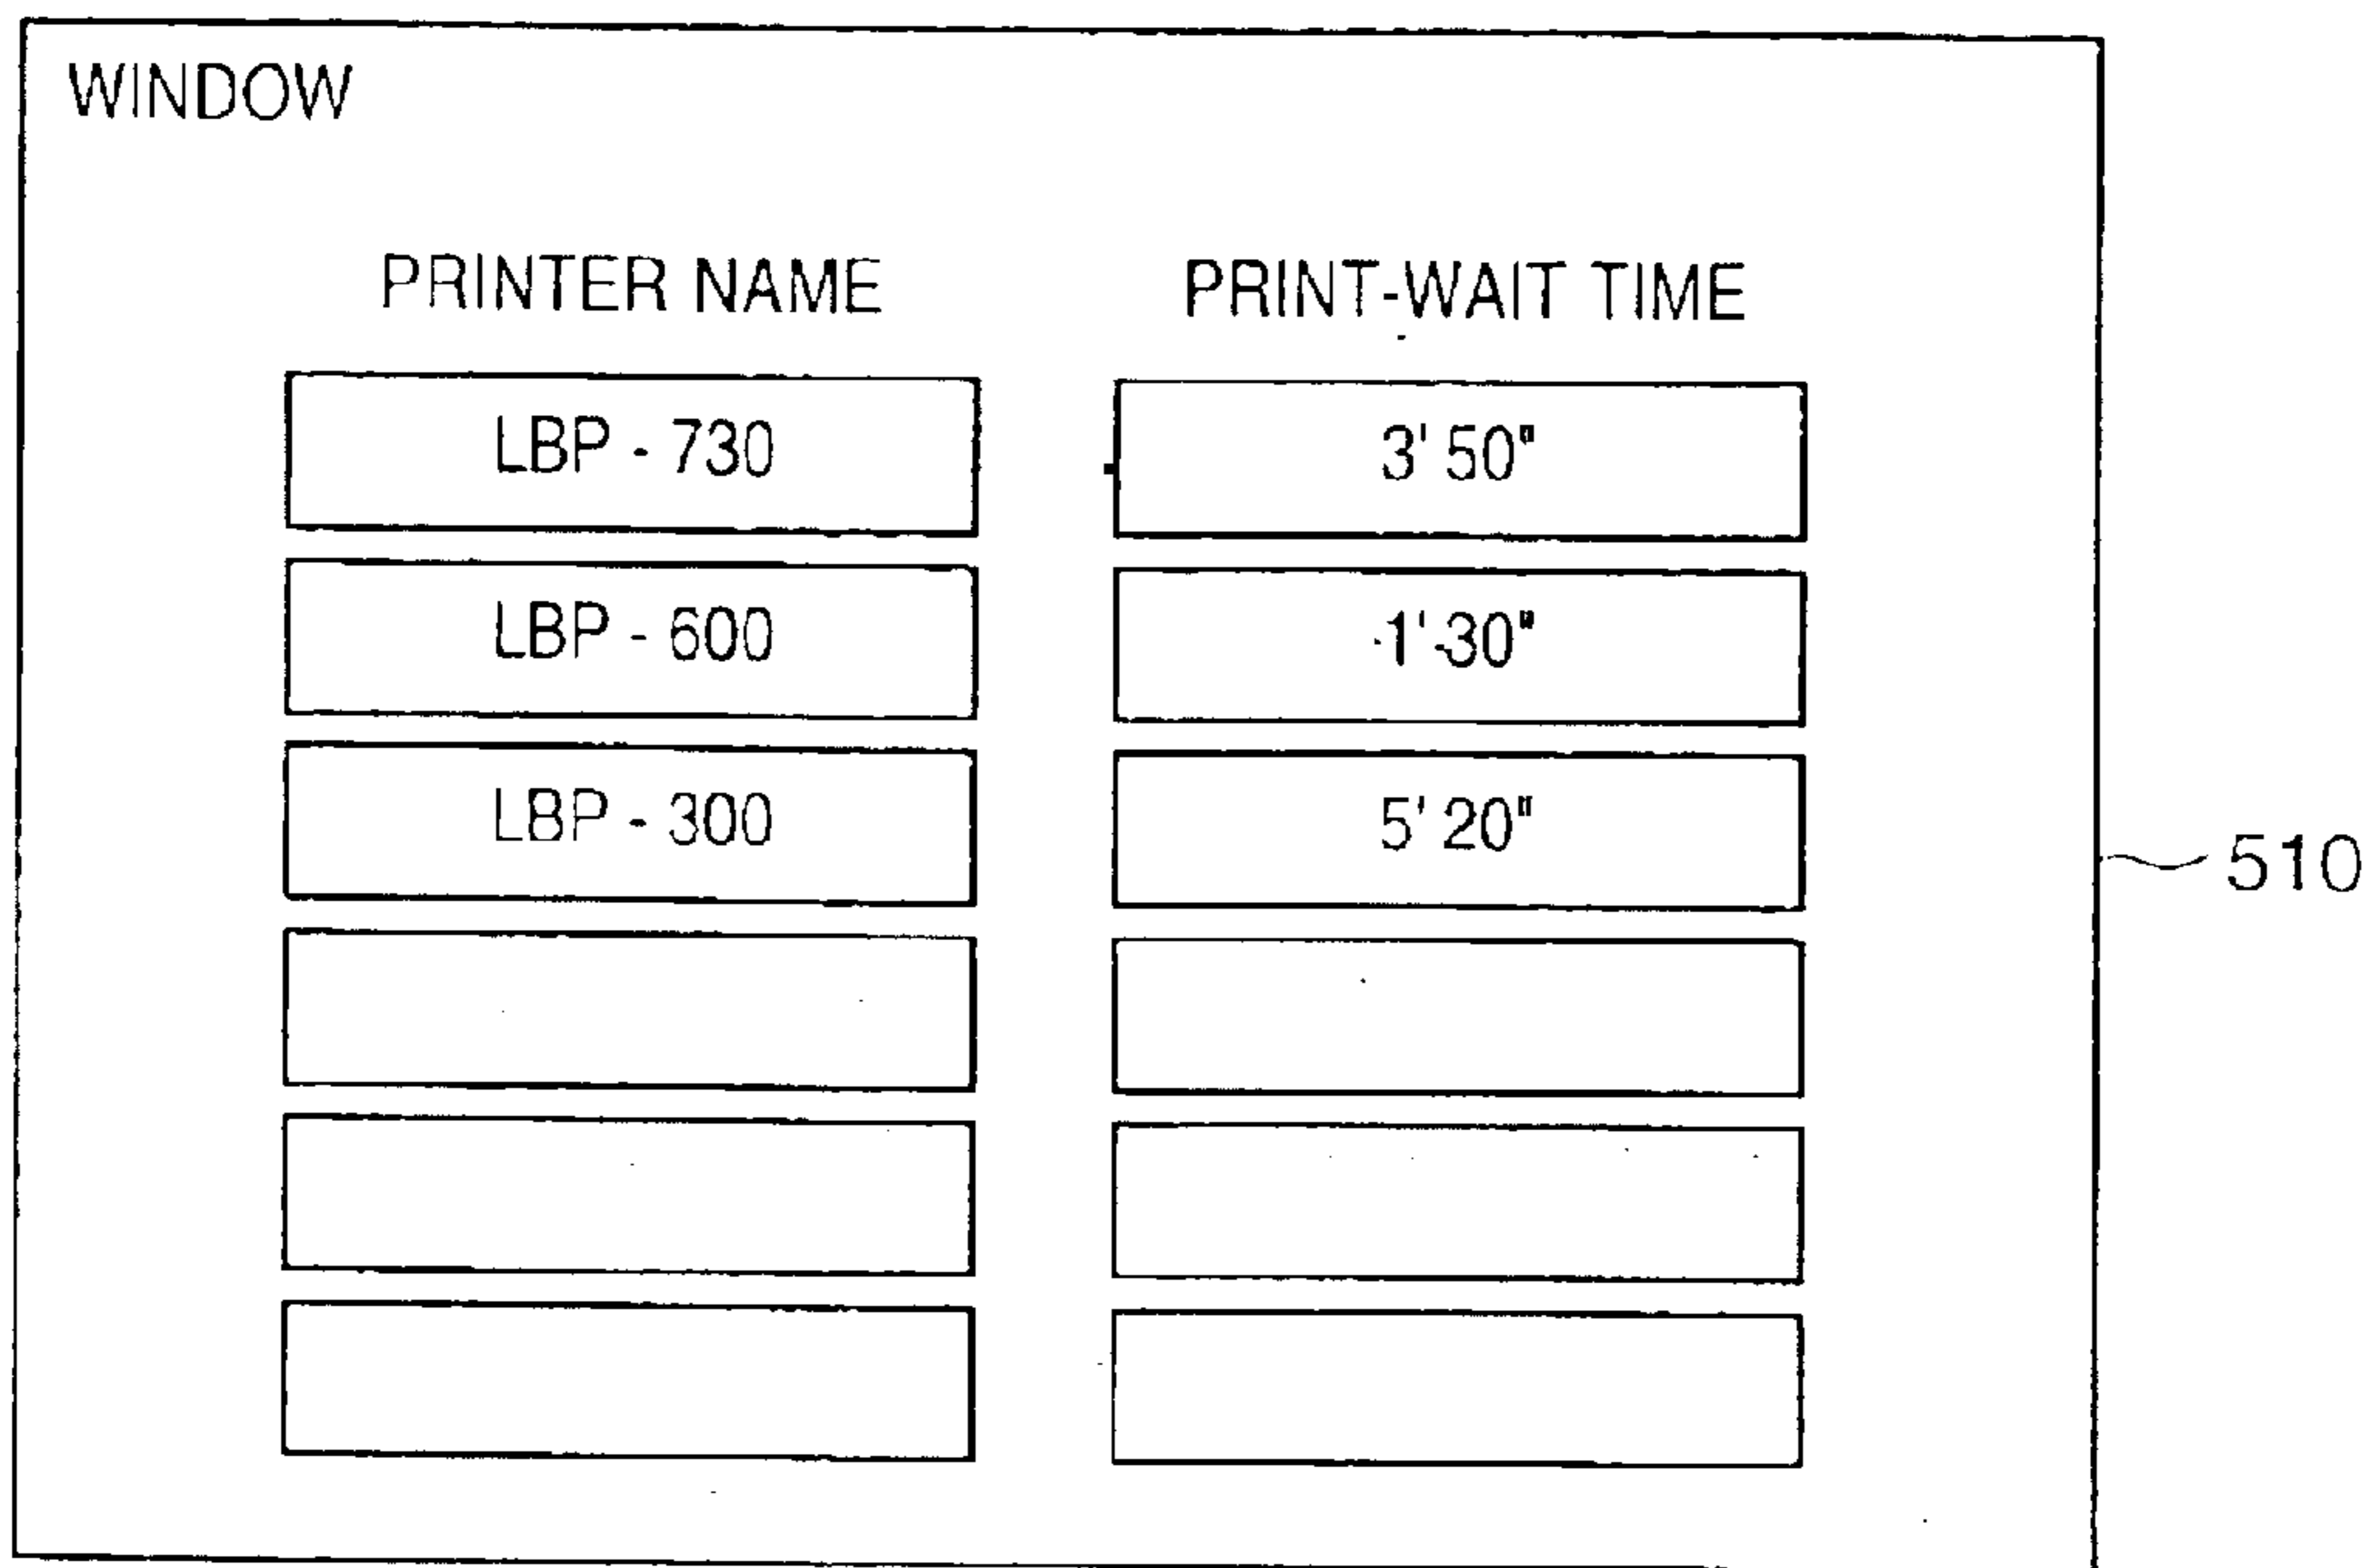 WINDOW
PRINTER NAME PRINT-WAIT TIME
LBP - 730 3' 50"
LBP - 600 1' 30"
LBP - 300 5' 20"
510